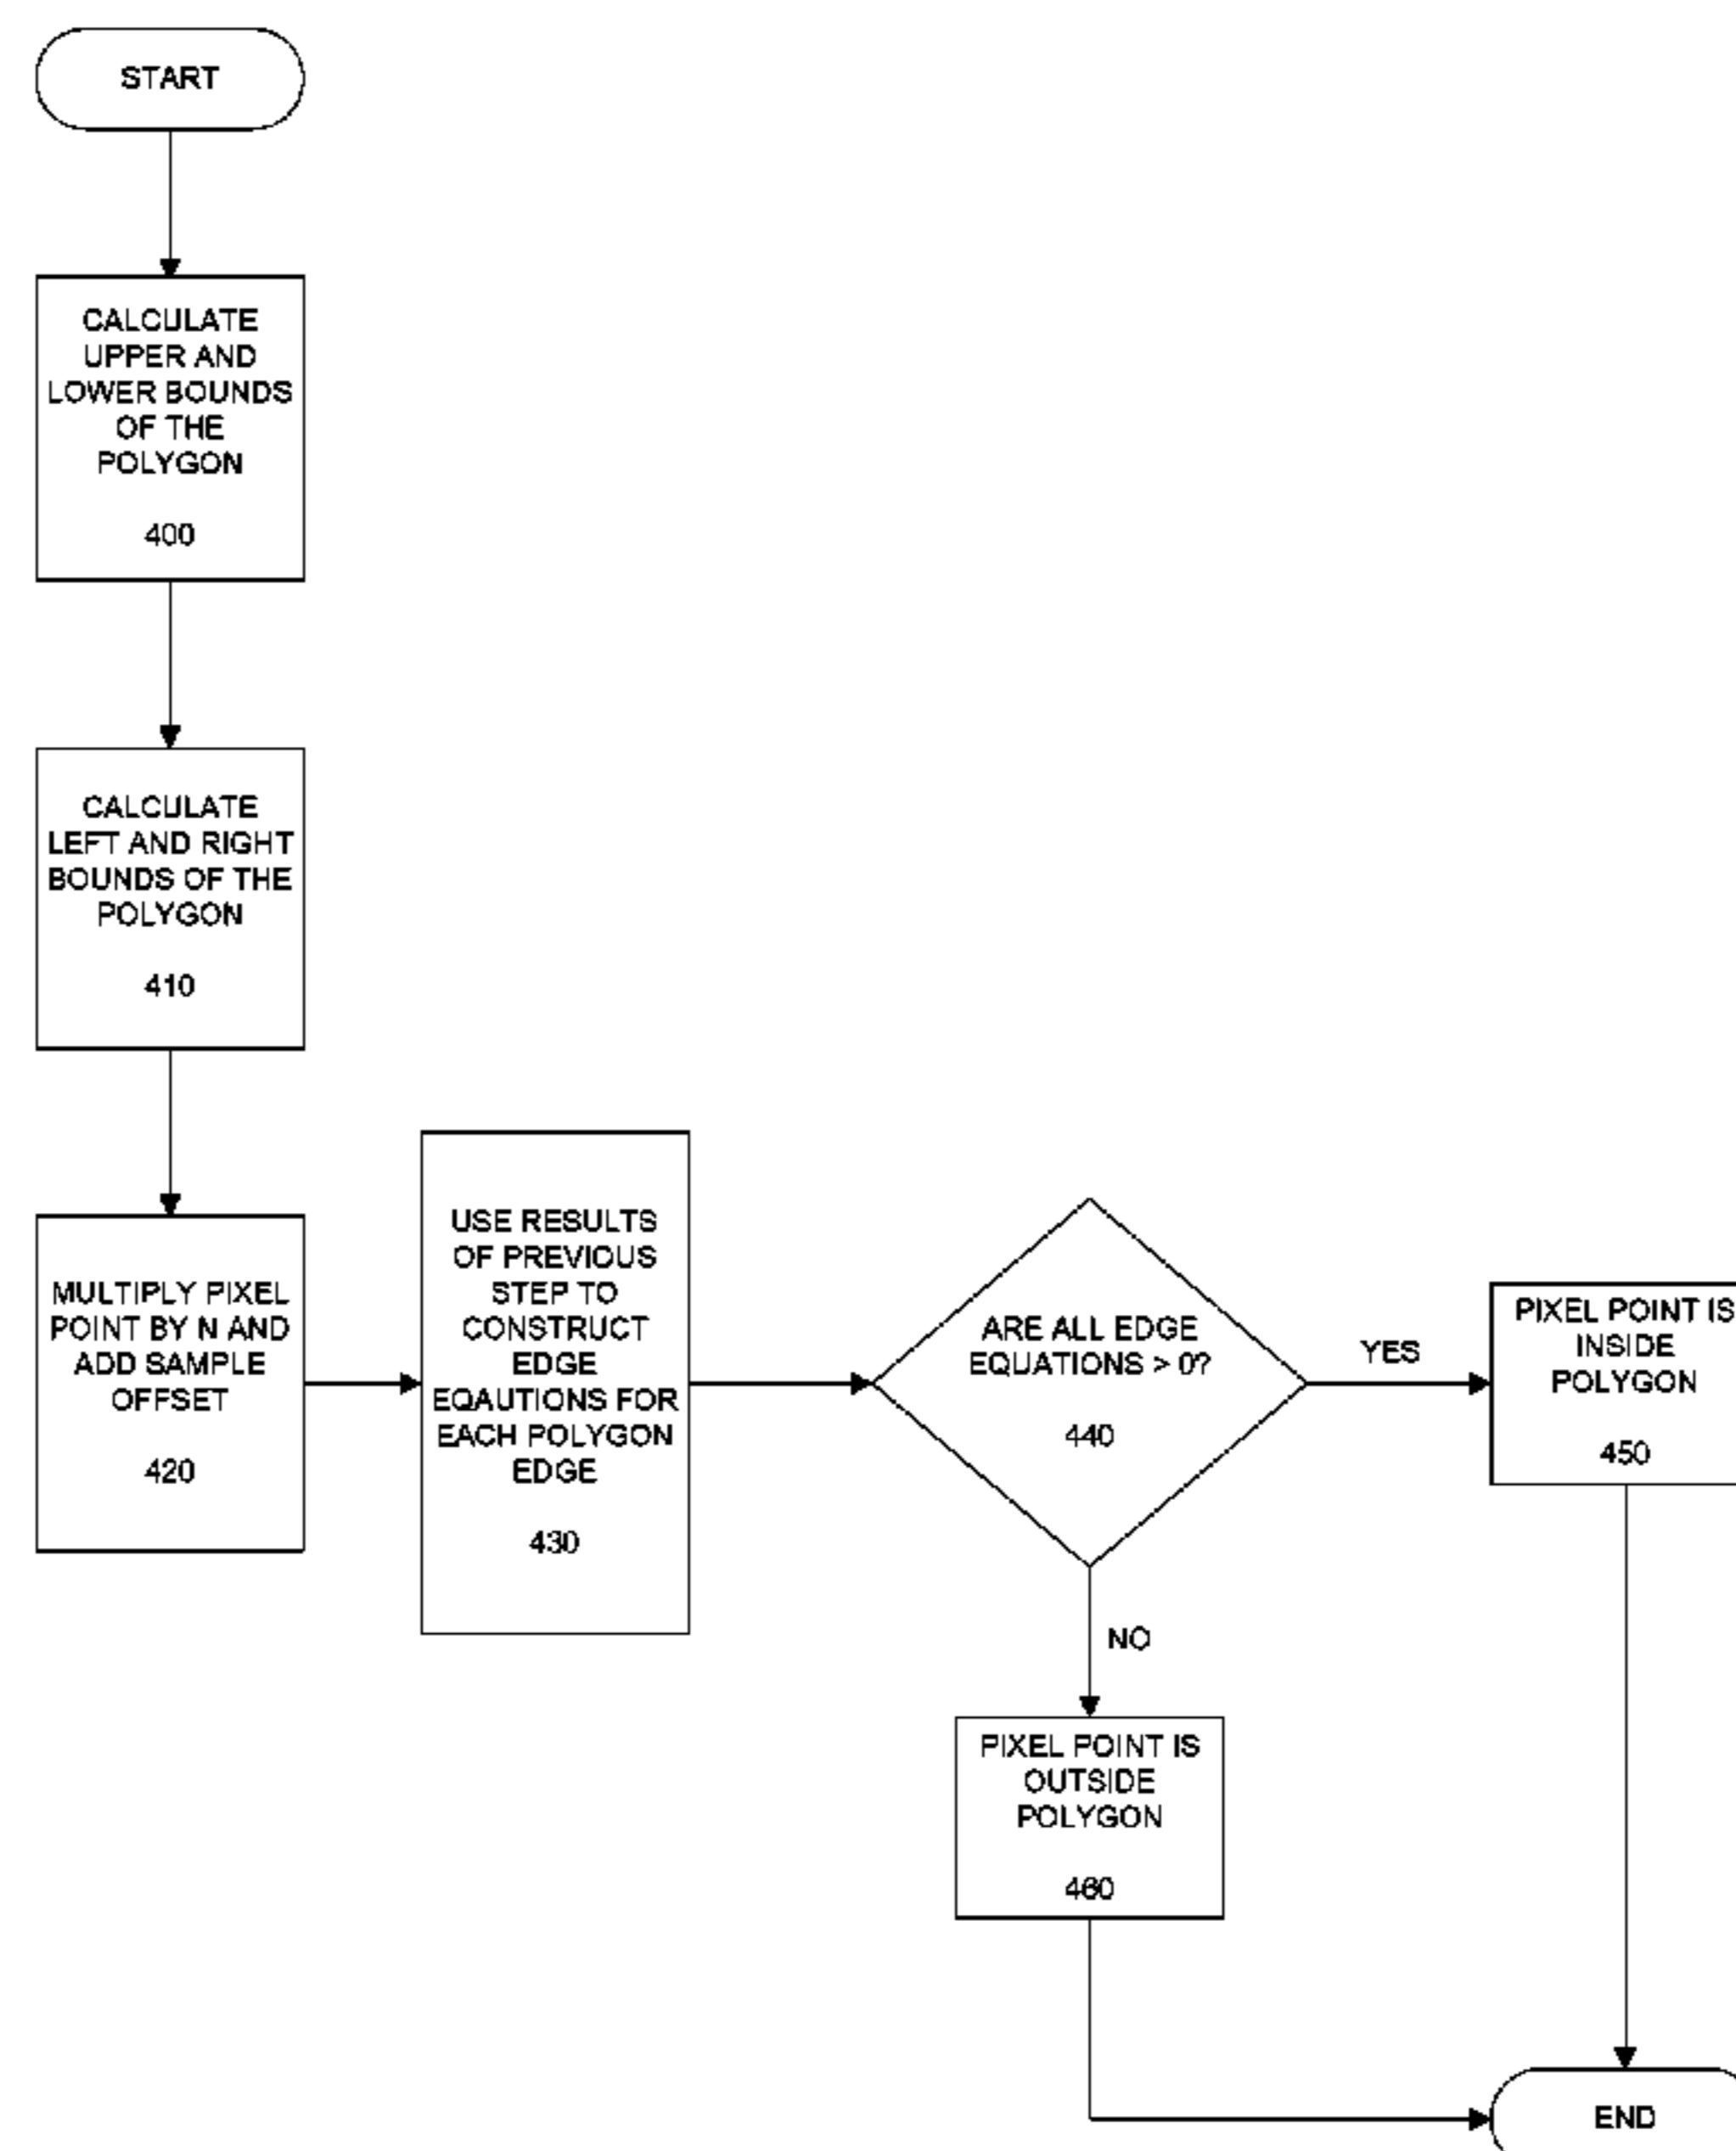 START
CALCULATE
UPPER AND
LOWER BOUNDS
OF THE
POLYGON
400
CALCULATE
LEFT AND RIGHT
BOUNDS OF THE
POLYGON
410
MULTIPLY PIXEL
POINT BY N AND
ADD SAMPLE
OFFSET
420
USE RESULTS
OF PREVIOUS
STEP TO
CONSTRUCT
EDGE
EQAUTIONS FOR
EACH POLYGON
EDGE
430
ARE ALL EDGE
EQUATIONS > 0?
440
YES
PIXEL POINT IS
INSIDE
POLYGON
450
NO
PIXEL POINT IS
OUTSIDE
POLYGON
460
END